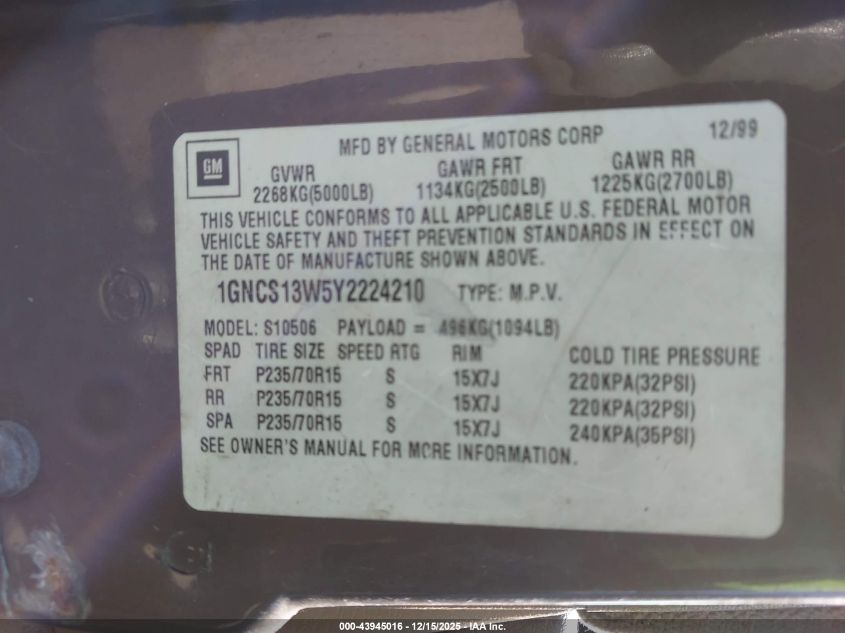 MFD BY GENERAL MOTORS CORP 12/99
GM
GVWR GAWR FRT GAWR RR
2268KG(5000LB) 1134KG(2500LB) 1225KG(2700LB)
THIS VEHICLE CONFORMS TO ALL APPLICABLE U.S. FEDERAL MOTOR
VEHICLE SAFETY AND THEFT PREVENTION STANDARDS IN EFFECT ON
THE DATE OF MANUFACTURE SHOWN ABOVE.
1GNCS13W5Y2224210 TYPE: M.P.V.
MODEL: S10506 PAYLOAD = 496KG(1094LB)
SPAD TIRE SIZE SPEED RTG RIM COLD TIRE PRESSURE
FRT P235/70R15 S 15X7J 220KPA(32PSI)
RR P235/70R15 S 15X7J 220KPA(32PSI)
SPA P235/70R15 S 15X7J 240KPA(35PSI)
SEE OWNER'S MANUAL FOR MORE INFORMATION.
000-43945016 - 12/15/2025 - IAA Inc.